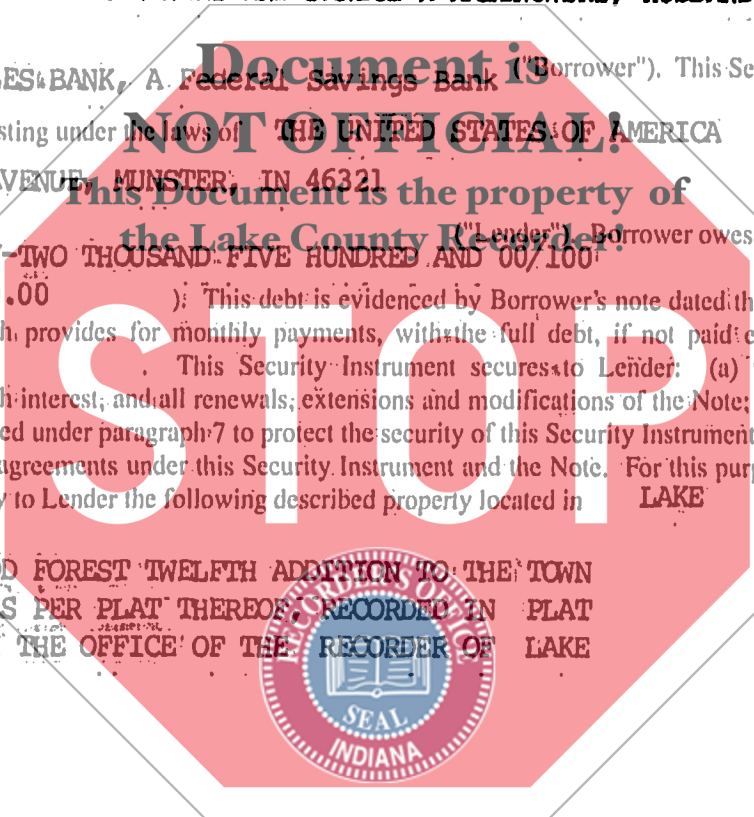 Document is
ES BANK, A Federal Savings Bank ("Borrower"). This Se
NOT OFFICIAL!
sting under the laws of THE UNITED STATES OF AMERICA
VENUE, MUNSTER, IN 46321
This Document is the property of
the Lake County Recorder!
("Lender"). Borrower owes
-TWO THOUSAND FIVE HUNDRED AND 00/100
.00 ). This debt is evidenced by Borrower's note dated th
h provides for monthly payments, with the full debt, if not paid e
. This Security Instrument secures to Lender: (a)
h interest, and all renewals, extensions and modifications of the Note;
ed under paragraph 7 to protect the security of this Security Instrument
agreements under this Security Instrument and the Note. For this purp
y to Lender the following described property located in LAKE
STOP
D FOREST TWELFTH ADDITION TO THE TOWN
S PER PLAT THEREOF, RECORDED IN PLAT
THE OFFICE OF THE RECORDER OF LAKE
RECORDER'S OFFICE
SEAL
INDIANA